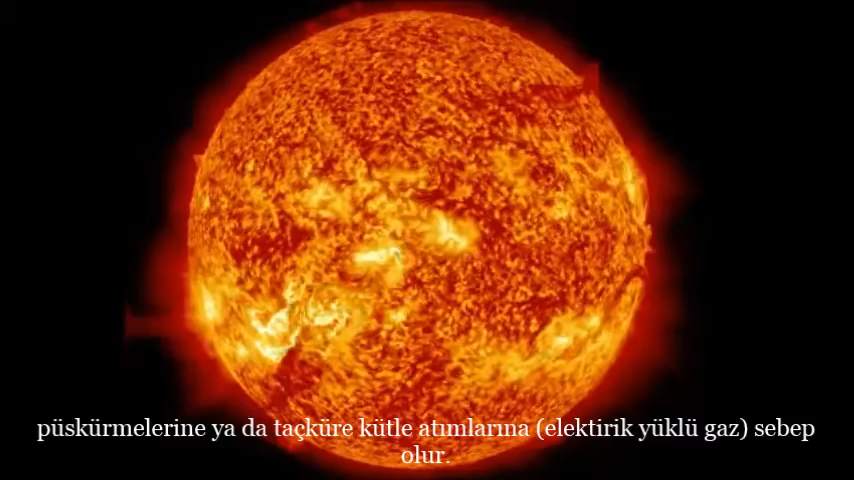 püskürmelerine ya da taçküre kütle atımlarına (elektirik yüklü gaz) sebep
olur.